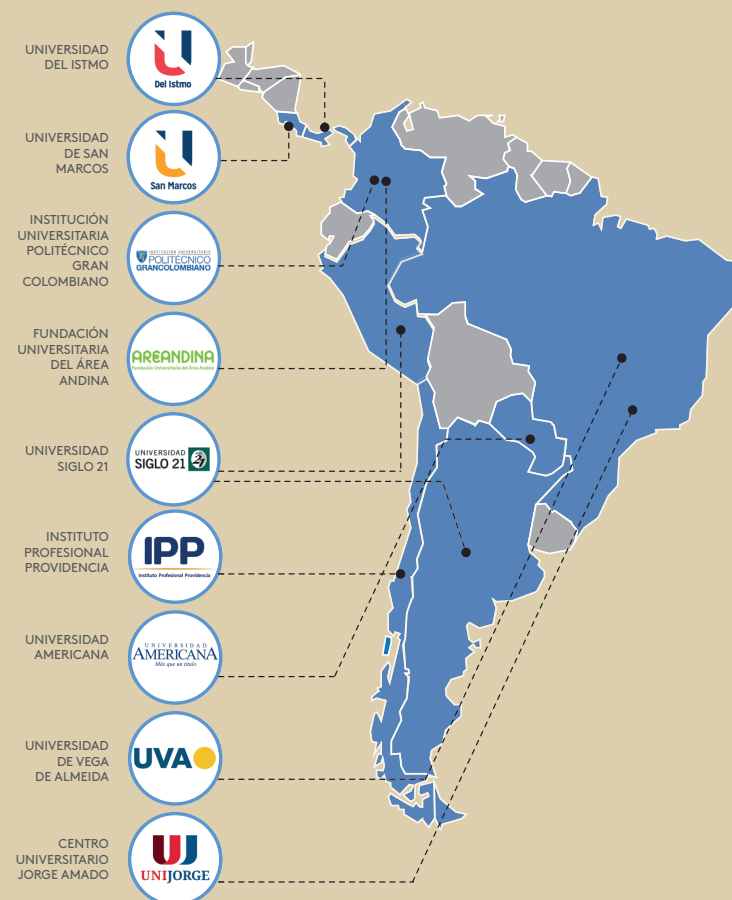 UNIVERSIDAD
DEL ISTMO
Del Istmo
UNIVERSIDAD
DE SAN
MARCOS
San Marcos
INSTITUCIÓN
UNIVERSITARIA
POLITÉCNICO
GRAN
COLOMBIANO
INSTITUCIÓN UNIVERSITARIA
POLITÉCNICO
GRANCOLOMBIANO
FUNDACIÓN
UNIVERSITARIA
DEL ÁREA
ANDINA
AREANDINA
Fundación Universitaria del Área Andina
UNIVERSIDAD
SIGLO 21
UNIVERSIDAD
SIGLO 21
21
INSTITUTO
PROFESIONAL
PROVIDENCIA
IPP
Instituto Profesional Providencia
UNIVERSIDAD
AMERICANA
UNIVERSIDAD
AMERICANA
Más que un título
UNIVERSIDAD
DE VEGA
DE ALMEIDA
UVA
CENTRO
UNIVERSITARIO
JORGE AMADO
UNIJORGE